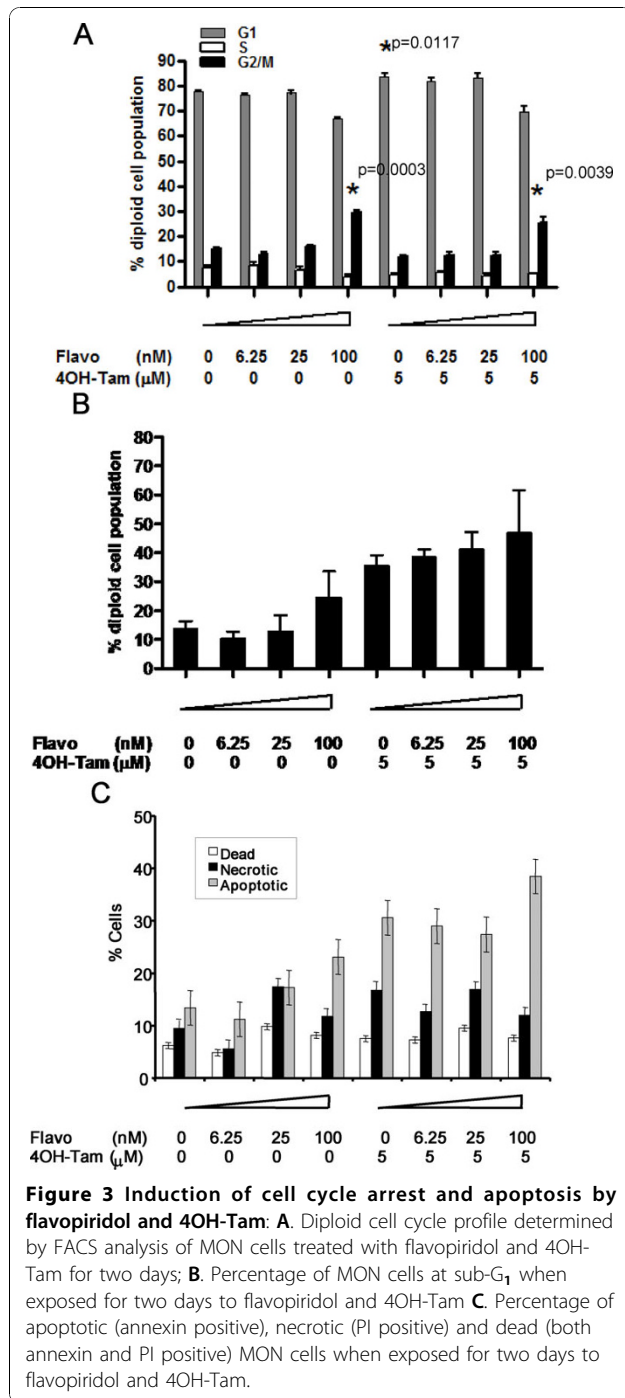 A
G1
S
G2/M
* p=0.0117
* p=0.0003
* p=0.0039
% diploid cell population
90
80
70
60
50
40
30
20
10
0
Flavo (nM) 0 6.25 25 100 0 6.25 25 100
4OH-Tam (µM) 0 0 0 0 5 5 5 5
B
% diploid cell population
80
70
60
50
40
30
20
10
0
Flavo (nM) 0 6.25 25 100 0 6.25 25 100
4OH-Tam (µM) 0 0 0 0 5 5 5 5
C
% Cells
50
40
30
20
10
0
Dead
Necrotic
Apoptotic
Flavo (nM) 0 6.25 25 100 0 6.25 25 100
4OH-Tam (µM) 0 0 0 0 5 5 5 5
Figure 3 Induction of cell cycle arrest and apoptosis by
flavopiridol and 4OH-Tam: A. Diploid cell cycle profile determined
by FACS analysis of MON cells treated with flavopiridol and 4OH-
Tam for two days; B. Percentage of MON cells at sub-G1 when
exposed for two days to flavopiridol and 4OH-Tam C. Percentage of
apoptotic (annexin positive), necrotic (PI positive) and dead (both
annexin and PI positive) MON cells when exposed for two days to
flavopiridol and 4OH-Tam.